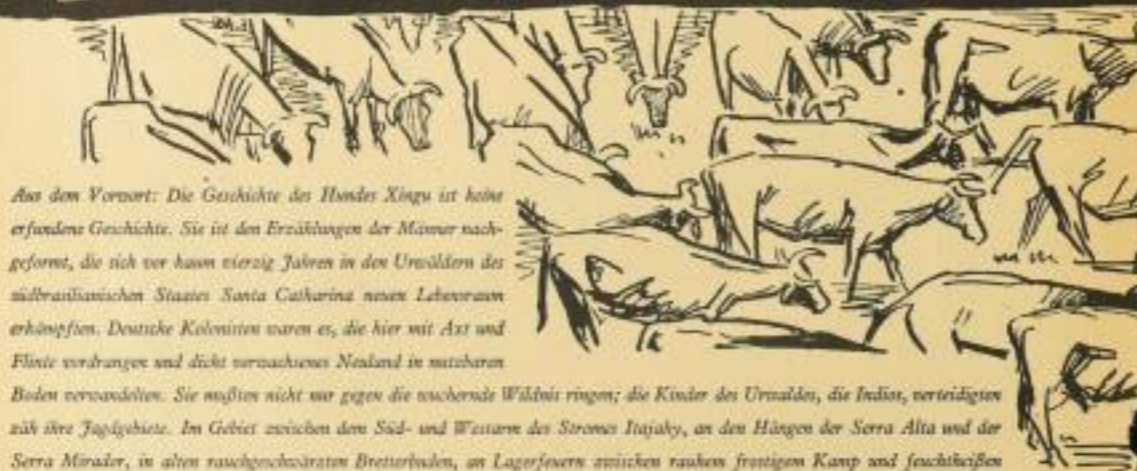 Aus dem Vorwort: Die Geschichte des Hundes Xingu ist keine
erfundene Geschichte. Sie ist den Erzählungen der Männer nach-
geformt, die sich vor kaum vierzig Jahren in den Urwäldern des
südbrasilianischen Staates Santa Catharina neuen Lebensraum
erkämpften. Deutsche Kolonisten waren es, die hier mit Axt und
Flinte vordrangen und dicht verwachsenes Neuland in nutzbaren
Boden verwandelten. Sie mußten nicht nur gegen die wuchernde Wildnis ringen; die Kinder des Urwaldes, die Indios, verteidigten
zäh ihre Jagdgebiete. Im Gebiet zwischen dem Süd- und Westarm des Stromes Itajahy, an den Hängen der Serra Alta und der
Serra Mirador, in alten rauchgeschwärzten Bretterbuden, an Lagerfeuern zwischen rauhem frostigem Kamp und feuchtheißen